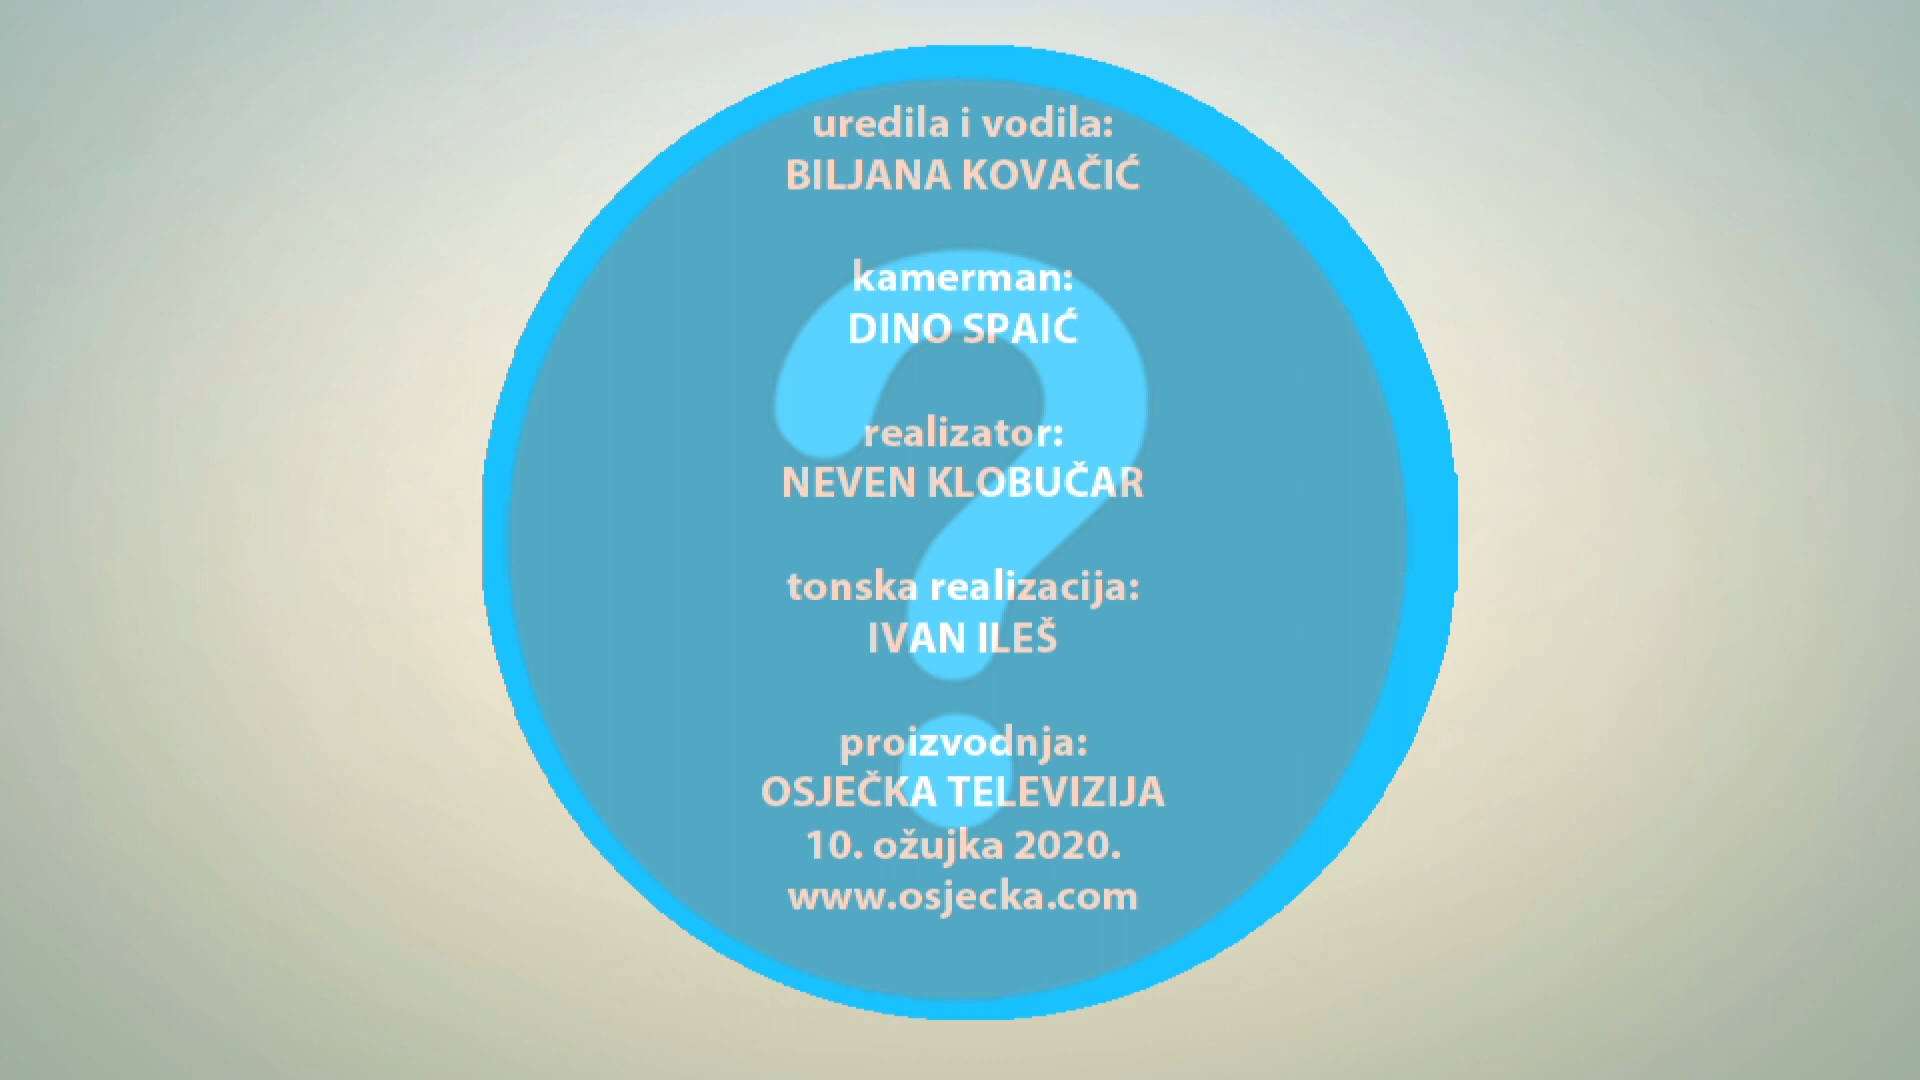 uredila i vodila:
BILJANA KOVAČIĆ
kamerman:
DINO SPAIĆ
realizator:
NEVEN KLOBUČAR
tonska realizacija:
IVAN ILEŠ
proizvodnja:
OSJEČKA TELEVIZIJA
10. ožujka 2020.
www.osjecka.com
?